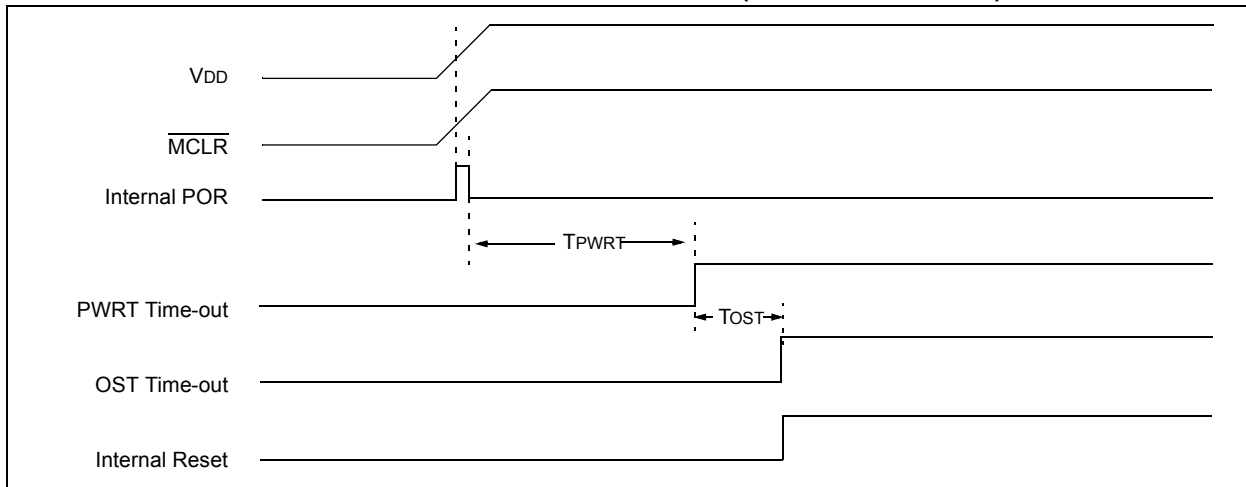 VDD
MCLR
Internal POR
TPWRT
PWRT Time-out
TOST
OST Time-out
Internal Reset